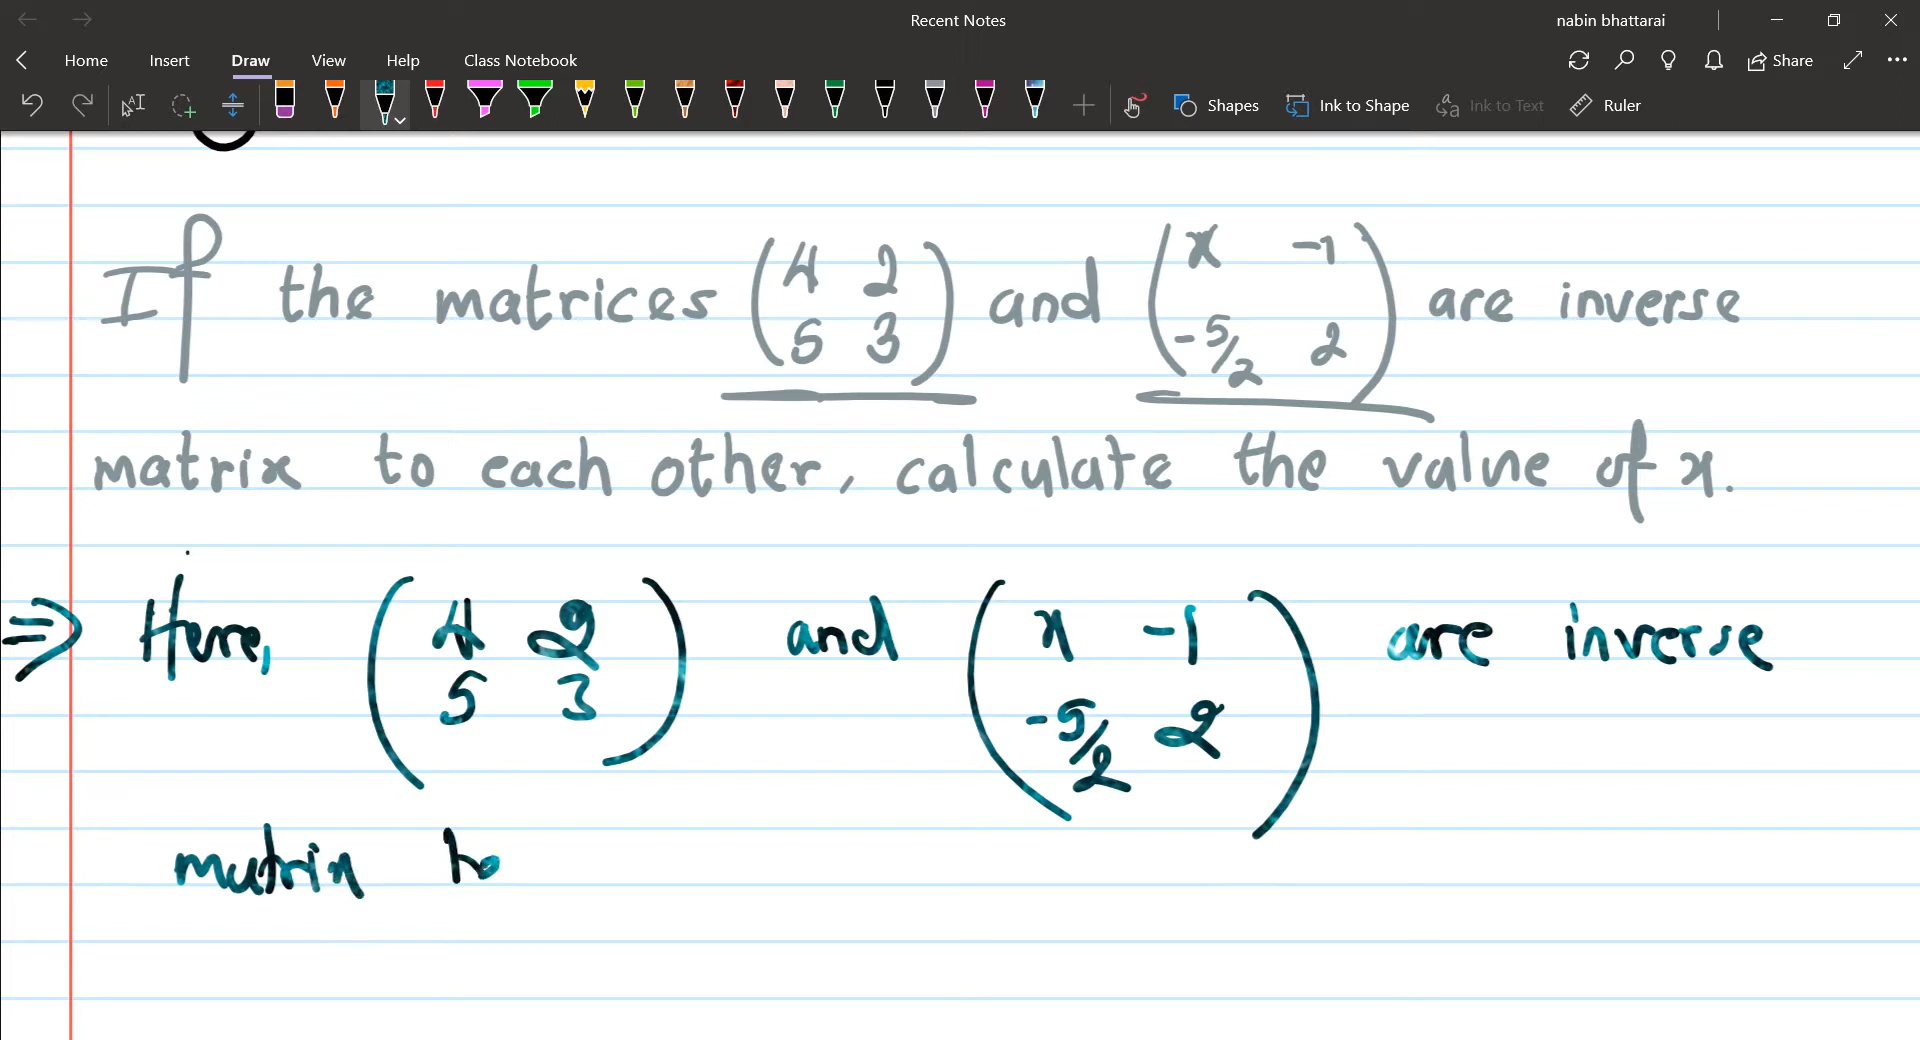 Recent Notes
nabin bhattarai
Home Insert Draw View Help Class Notebook
Share
Shapes Ink to Shape Ink to Text Ruler
If the matrices (4 2 5 3) and (x -1 -5/2 2) are inverse
matrix to each other, calculate the value of x.
⇒ Here, (4 2 5 3) and (x -1 -5/2 2) are inverse
matrix to